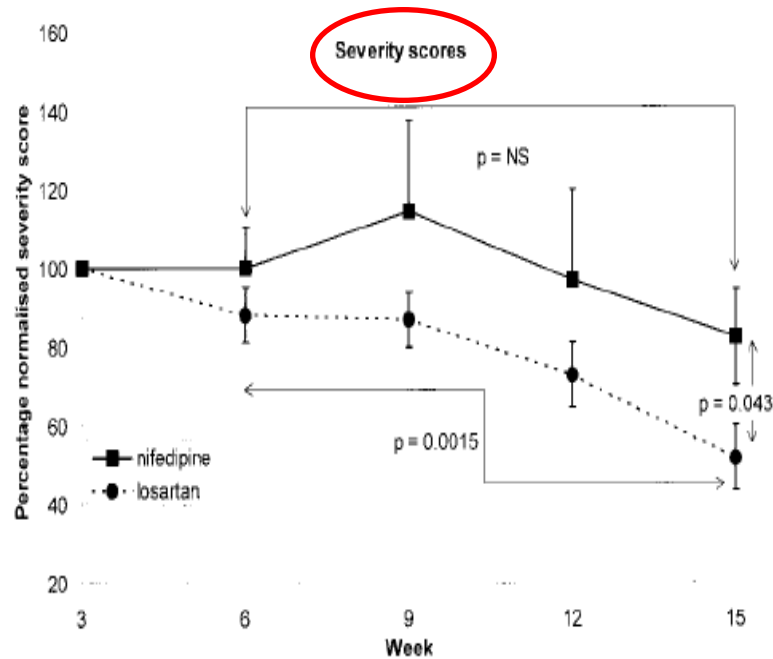 Severity scores
Percentage normalised severity score
160
140
120
100
80
60
40
20
p = NS
p = 0.043
p = 0.0015
nifedipine
losartan
3 6 9 12 15
Week